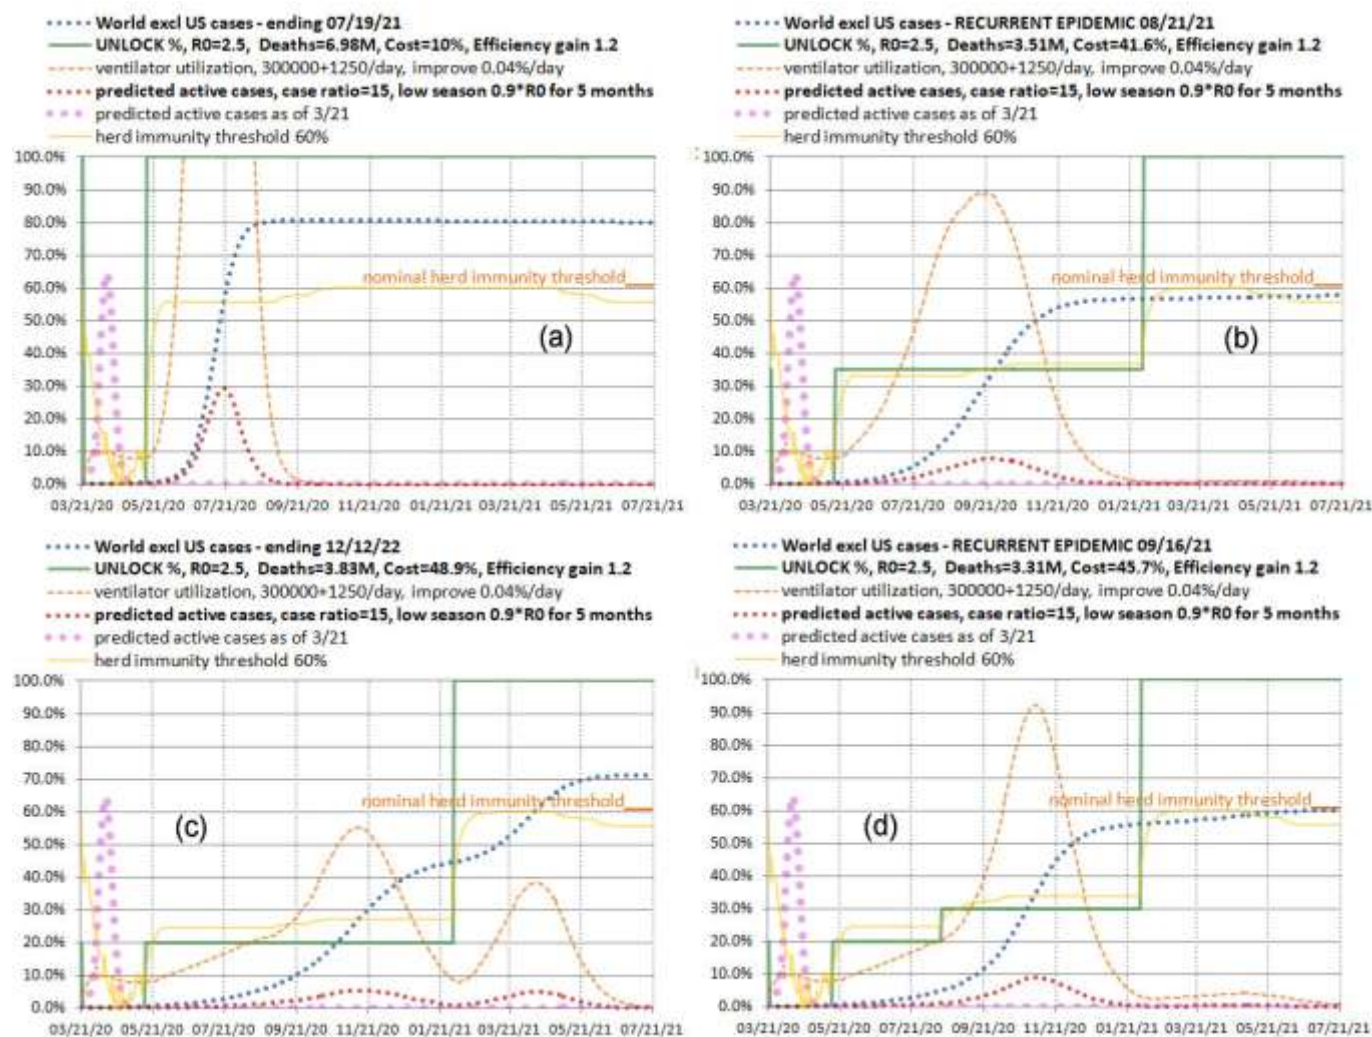 World excl US cases - ending 07/19/21
UNLOCK %, R0=2.5, Deaths=6.98M, Cost=10%, Efficiency gain 1.2
ventilator utilization, 300000+1250/day, improve 0.04%/day
predicted active cases, case ratio=15, low season 0.9*R0 for 5 months
predicted active cases as of 3/21
herd immunity threshold 60%
100.0%
90.0%
80.0%
70.0%
nominal herd immunity threshold
60.0%
50.0%
(a)
40.0%
30.0%
20.0%
10.0%
0.0%
03/21/20 05/21/20 07/21/20 09/21/20 11/21/20 01/21/21 03/21/21 05/21/21 07/21/21
World excl US cases - RECURRENT EPIDEMIC 08/21/21
UNLOCK %, R0=2.5, Deaths=3.51M, Cost=41.6%, Efficiency gain 1.2
ventilator utilization, 300000+1250/day, improve 0.04%/day
predicted active cases, case ratio=15, low season 0.9*R0 for 5 months
predicted active cases as of 3/21
herd immunity threshold 60%
100.0%
90.0%
80.0%
70.0%
nominal herd immunity threshold
60.0%
50.0%
(b)
40.0%
30.0%
20.0%
10.0%
0.0%
03/21/20 05/21/20 07/21/20 09/21/20 11/21/20 01/21/21 03/21/21 05/21/21 07/21/21
World excl US cases - ending 12/12/22
UNLOCK %, R0=2.5, Deaths=3.83M, Cost=48.9%, Efficiency gain 1.2
ventilator utilization, 300000+1250/day, improve 0.04%/day
predicted active cases, case ratio=15, low season 0.9*R0 for 5 months
predicted active cases as of 3/21
herd immunity threshold 60%
100.0%
90.0%
80.0%
70.0%
nominal herd immunity threshold
60.0%
(c)
50.0%
40.0%
30.0%
20.0%
10.0%
0.0%
03/21/20 05/21/20 07/21/20 09/21/20 11/21/20 01/21/21 03/21/21 05/21/21 07/21/21
World excl US cases - RECURRENT EPIDEMIC 09/16/21
UNLOCK %, R0=2.5, Deaths=3.31M, Cost=45.7%, Efficiency gain 1.2
ventilator utilization, 300000+1250/day, improve 0.04%/day
predicted active cases, case ratio=15, low season 0.9*R0 for 5 months
predicted active cases as of 3/21
herd immunity threshold 60%
100.0%
90.0%
80.0%
70.0%
nominal herd immunity threshold
60.0%
(d)
50.0%
40.0%
30.0%
20.0%
10.0%
0.0%
03/21/20 05/21/20 07/21/20 09/21/20 11/21/20 01/21/21 03/21/21 05/21/21 07/21/21